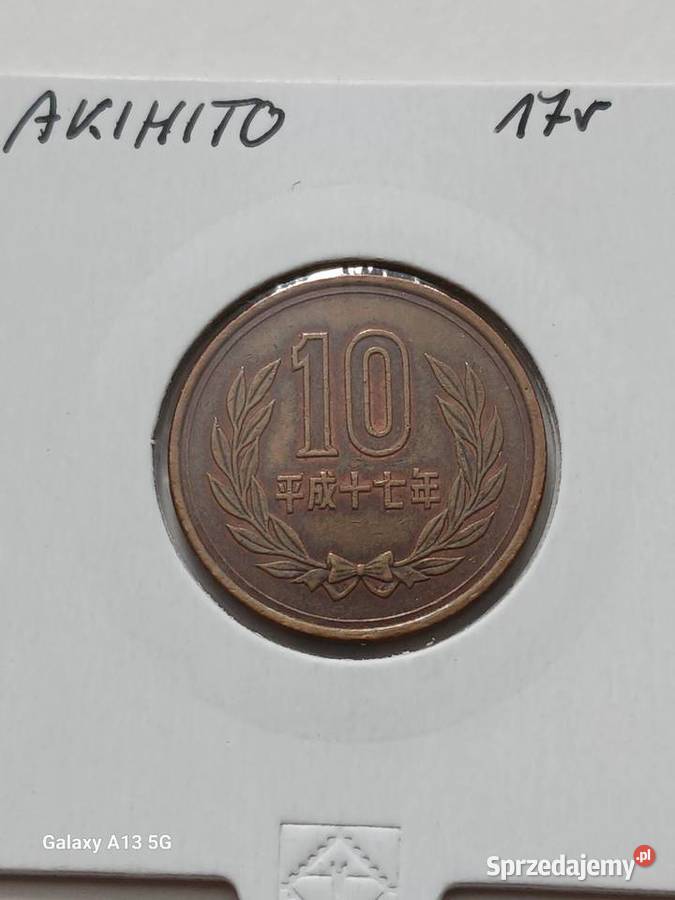 AKIHITO 17r
10
平成十七年
Galaxy A13 5G
Sprzedajemy.pl